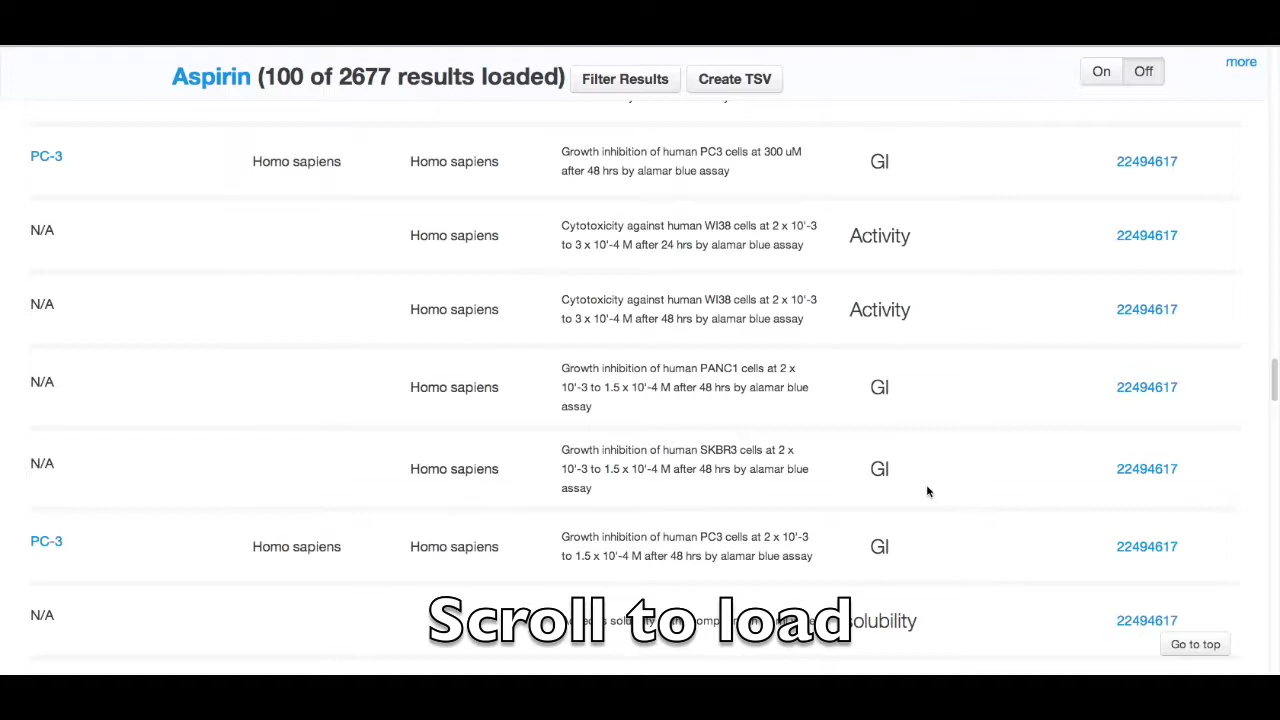 Aspirin (100 of 2677 results loaded) Filter Results Create TSV On Off more
PC-3 Homo sapiens Homo sapiens Growth inhibition of human PC3 cells at 300 uM GI 22494617
after 48 hrs by alamar blue assay
N/A Homo sapiens Cytotoxicity against human WI38 cells at 2 x 10'-3 Activity 22494617
to 3 x 10'-4 M after 24 hrs by alamar blue assay
N/A Homo sapiens Cytotoxicity against human WI38 cells at 2 x 10'-3 Activity 22494617
to 3 x 10'-4 M after 48 hrs by alamar blue assay
N/A Homo sapiens Growth inhibition of human PANC1 cells at 2 x
10'-3 to 1.5 x 10'-4 M after 48 hrs by alamar blue GI 22494617
assay
N/A Homo sapiens Growth inhibition of human SKBR3 cells at 2 x
10'-3 to 1.5 x 10'-4 M after 48 hrs by alamar blue GI 22494617
assay
PC-3 Homo sapiens Homo sapiens Growth inhibition of human PC3 cells at 2 x 10'-3 GI 22494617
to 1.5 x 10'-4 M after 48 hrs by alamar blue assay
N/A 22494617
Scroll to load
Go to top